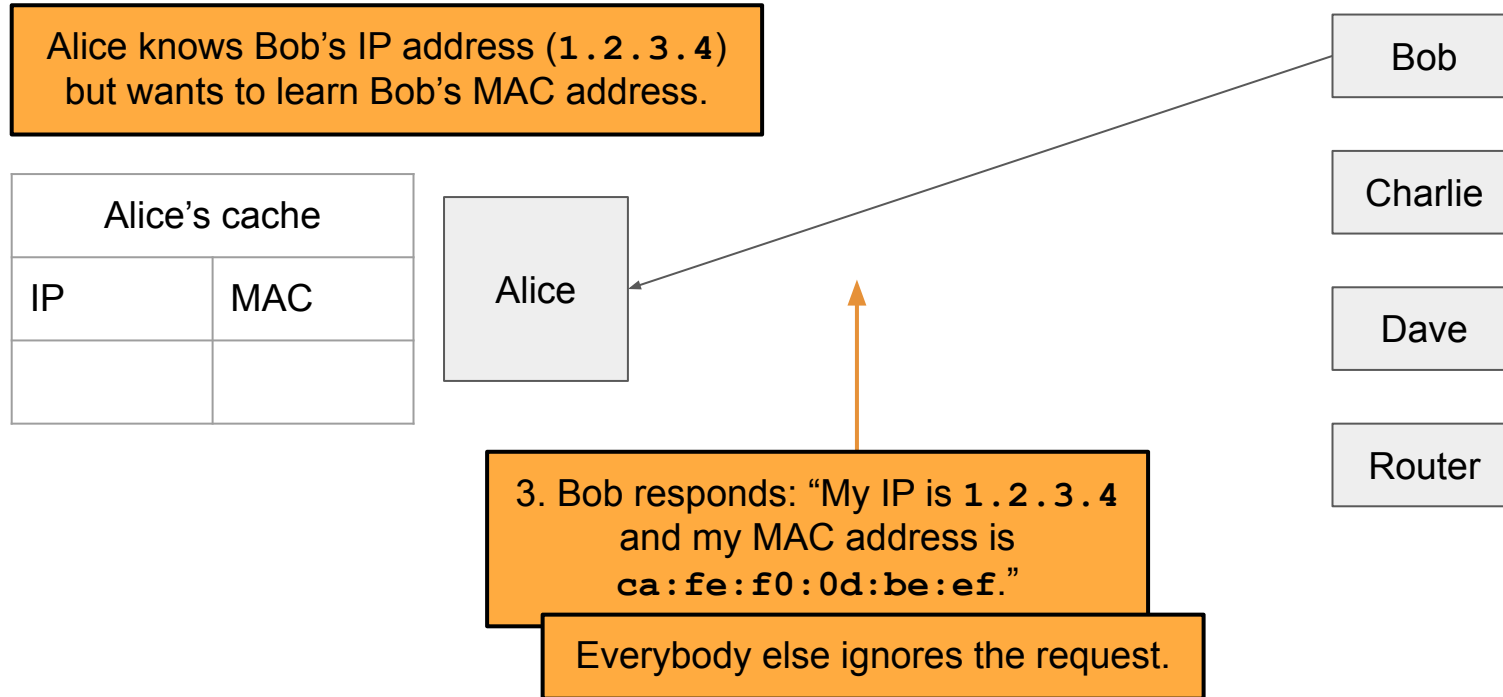 Alice knows Bob’s IP address (1.2.3.4)
but wants to learn Bob’s MAC address.
Bob
Charlie
Dave
Router
Alice’s cache
IP MAC
Alice
3. Bob responds: “My IP is 1.2.3.4
and my MAC address is
ca:fe:f0:0d:be:ef.”
Everybody else ignores the request.